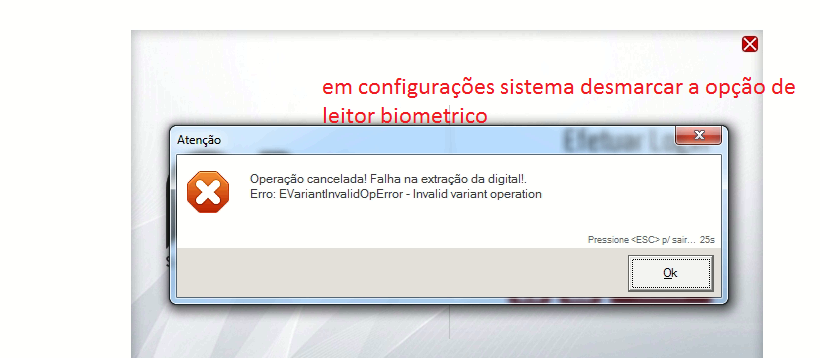 em configurações sistema desmarcar a opção de
leitor biometrico
Efetuar Login
Atenção
Operação cancelada! Falha na extração da digital!.
Erro: EVariantInvalidOpError - Invalid variant operation
Pressione <ESC> p/ sair... 25s
Ok